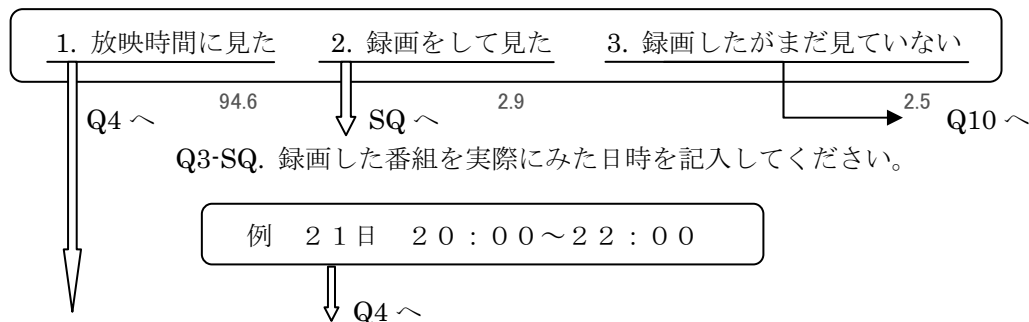 1. 放映時間に見た 2. 録画をして見た 3. 録画したがまだ見ていない
94.6 2.9 2.5
Q4 へ SQ へ Q10 へ
Q3-SQ. 録画した番組を実際にみた日時を記入してください。
例 ２１日 ２０：００～２２：００
Q4 へ